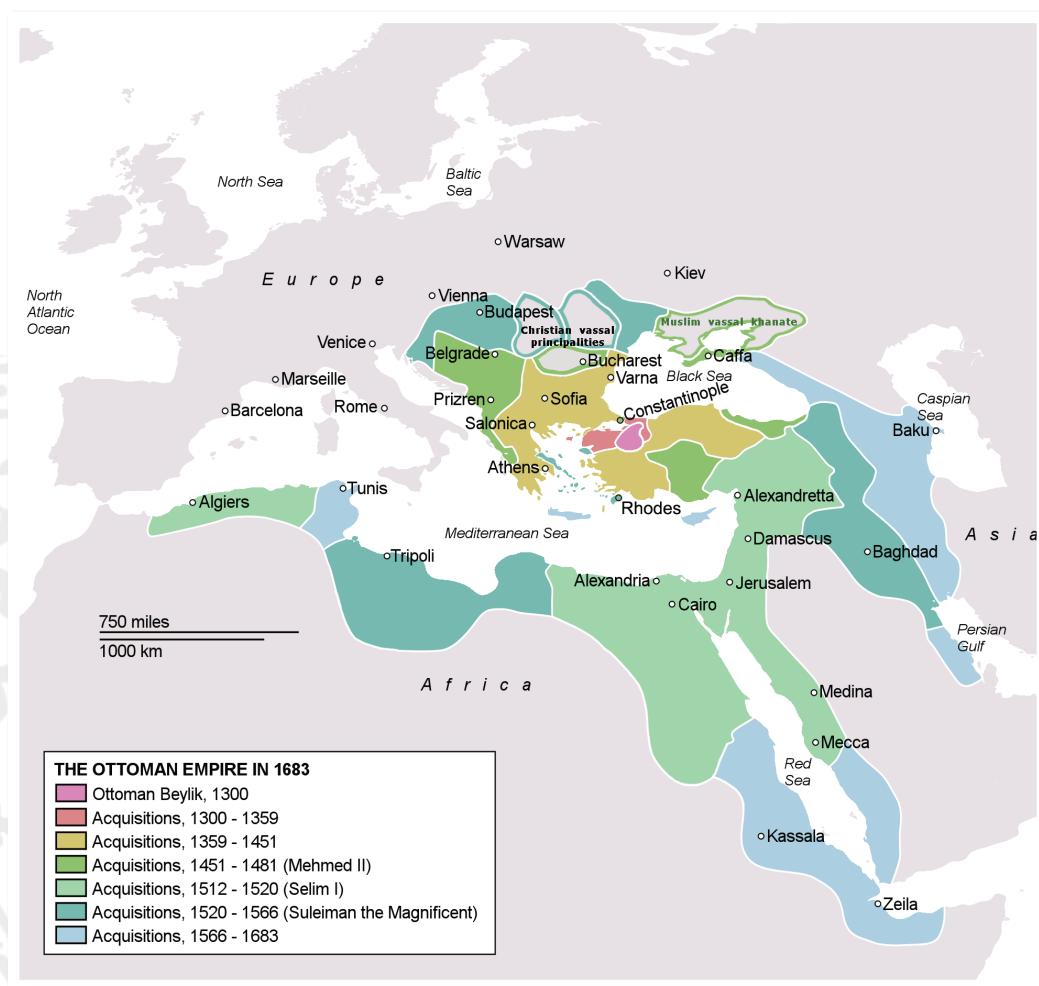 North Sea
Baltic
Sea
Warsaw
Europe
Kiev
North
Atlantic
Ocean
Vienna
Budapest
Christian vassal
principalities
Muslim vassal khanate
Venice
Belgrade
Bucharest
Caffa
Varna
Black Sea
Marseille
Prizren
Sofia
Constantinople
Caspian
Sea
Barcelona
Rome
Salonica
Baku
Athens
Algiers
Tunis
Rhodes
Alexandretta
Mediterranean Sea
Damascus
Asia
Tripoli
Baghdad
Alexandria
Jerusalem
Cairo
750 miles
1000 km
Persian
Gulf
Africa
Medina
Mecca
Red
Sea
Kassala
Zeila
THE OTTOMAN EMPIRE IN 1683
Ottoman Beylik, 1300
Acquisitions, 1300 - 1359
Acquisitions, 1359 - 1451
Acquisitions, 1451 - 1481 (Mehmed II)
Acquisitions, 1512 - 1520 (Selim I)
Acquisitions, 1520 - 1566 (Suleiman the Magnificent)
Acquisitions, 1566 - 1683